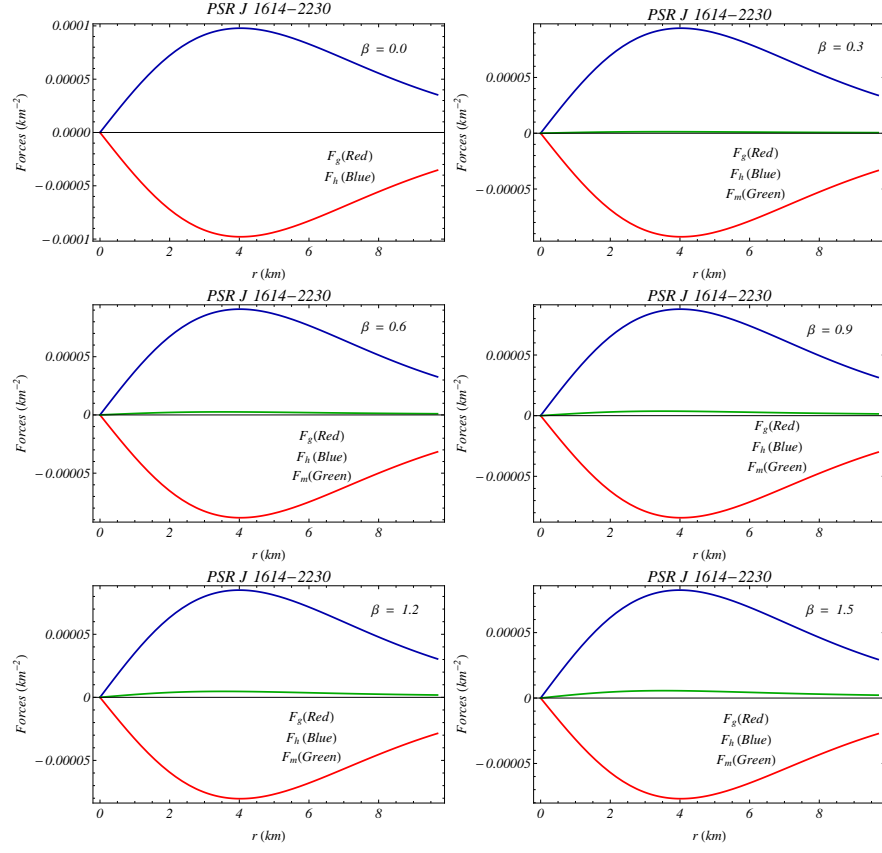 PSR J 1614−2230
β = 0.0
0.0001
0.00005
0.0000
−0.00005
−0.0001
Forces (km⁻²)
F_g(Red)
F_h(Blue)
0 2 4 6 8
r (km)
PSR J 1614−2230
β = 0.3
0.00005
0
−0.00005
Forces (km⁻²)
F_g(Red)
F_h(Blue)
F_m(Green)
0 2 4 6 8
r (km)
PSR J 1614−2230
β = 0.6
0.00005
0
−0.00005
Forces (km⁻²)
F_g(Red)
F_h(Blue)
F_m(Green)
0 2 4 6 8
r (km)
PSR J 1614−2230
β = 0.9
0.00005
0
−0.00005
Forces (km⁻²)
F_g(Red)
F_h(Blue)
F_m(Green)
0 2 4 6 8
r (km)
PSR J 1614−2230
β = 1.2
0.00005
0
−0.00005
Forces (km⁻²)
F_g(Red)
F_h(Blue)
F_m(Green)
0 2 4 6 8
r (km)
PSR J 1614−2230
β = 1.5
0.00005
0
−0.00005
Forces (km⁻²)
F_g(Red)
F_h(Blue)
F_m(Green)
0 2 4 6 8
r (km)